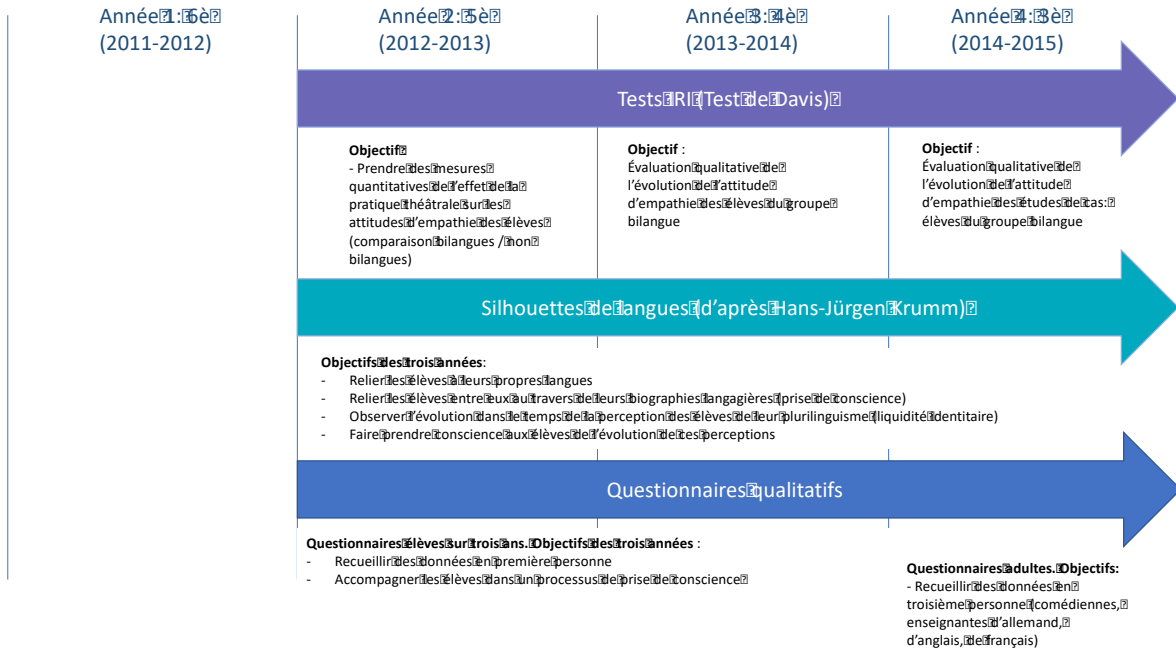 Année 1: 6è
(2011-2012)
Année 2: 5è
(2012-2013)
Année 3: 4è
(2013-2014)
Année 4: 3è
(2014-2015)
Tests IRI (Test de Davis)
Objectif
- Prendre des mesures
quantitatives de l'effet de la
pratique théâtrale sur les
attitudes d'empathie des élèves
(comparaison bilangues / non
bilangues)
Objectif :
Évaluation qualitative de
l'évolution de l'attitude
d'empathie des élèves du groupe
bilangue
Objectif :
Évaluation qualitative de
l'évolution de l'attitude
d'empathie des études de cas:
élèves du groupe bilangue
Silhouettes de langues (d'après Hans-Jürgen Krumm)
Objectifs des trois années:
- Relier les élèves à leurs propres langues
- Relier les élèves entre eux au travers de leurs biographies langagières (prise de conscience)
- Observer l'évolution dans le temps de la perception des élèves de leur plurilinguisme (liquidité identitaire)
- Faire prendre conscience aux élèves de l'évolution de ces perceptions
Questionnaires qualitatifs
Questionnaires élèves sur trois ans. Objectifs des trois années :
- Recueillir des données en première personne
- Accompagner les élèves dans un processus de prise de conscience
Questionnaires adultes. Objectifs:
- Recueillir des données en
troisième personne (comédiennes,
enseignantes d'allemand,
d'anglais, de français)